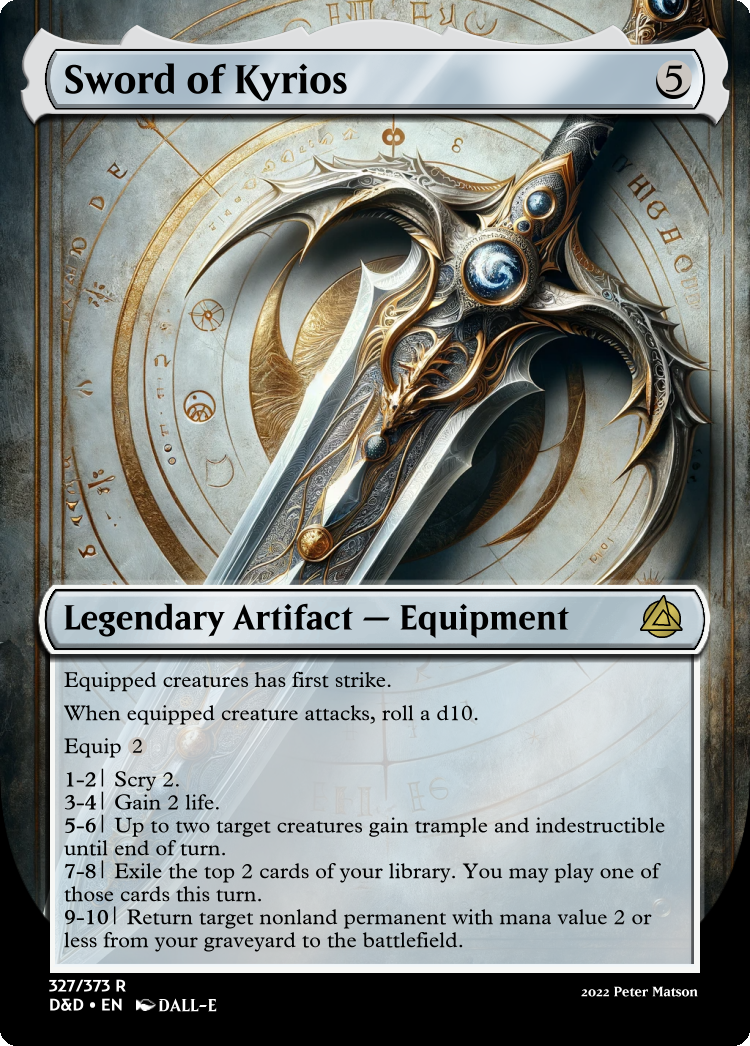 Sword of Kyrios 5
Legendary Artifact — Equipment
Equipped creatures has first strike.
When equipped creature attacks, roll a d10.
Equip 2
1-2| Scry 2.
3-4| Gain 2 life.
5-6| Up to two target creatures gain trample and indestructible
until end of turn.
7-8| Exile the top 2 cards of your library. You may play one of
those cards this turn.
9-10| Return target nonland permanent with mana value 2 or
less from your graveyard to the battlefield.
327/373 R
D&D • EN DALL-E
2022 Peter Matson